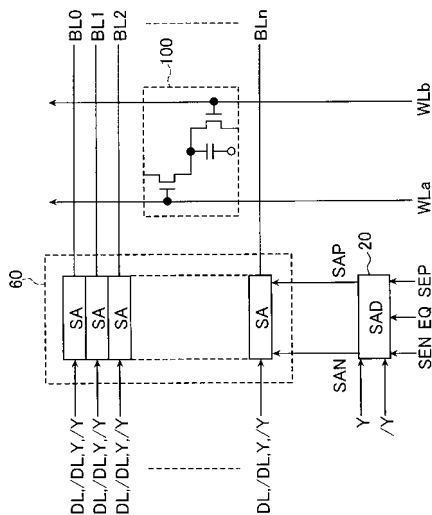 BL0
BL1
BL2
BLn
100
WLa
WLb
60
SA
SA
SA
SA
DL,/DL,Y,/Y
DL,/DL,Y,/Y
DL,/DL,Y,/Y
DL,/DL,Y,/Y
SAN
SAP
20
SAD
Y
/Y
SEN
EQ
SEP